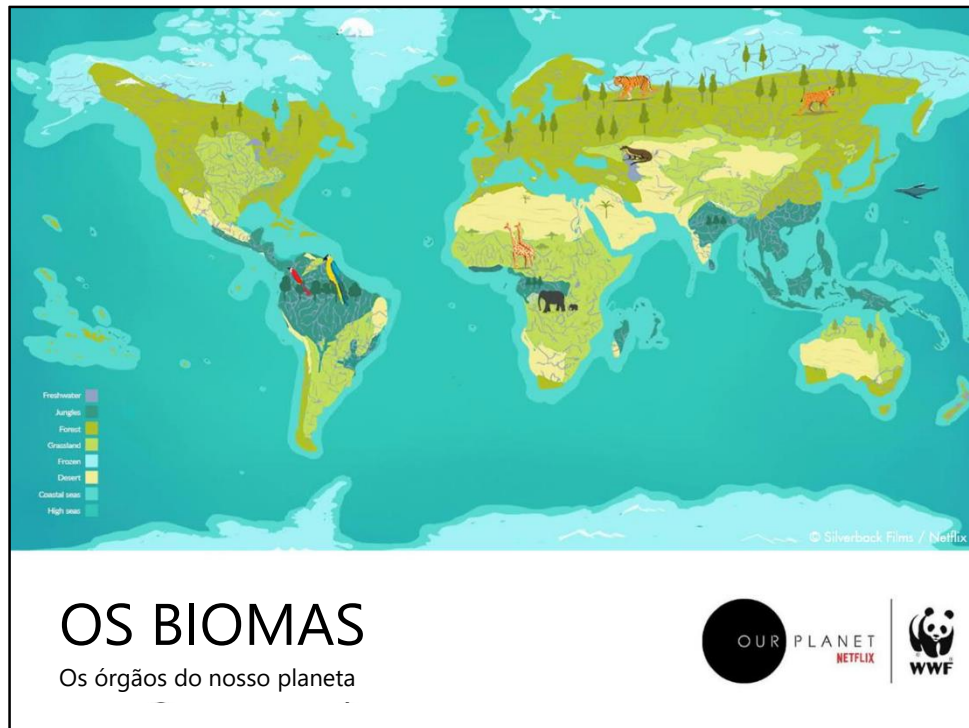 Freshwater
Jungles
Forest
Grassland
Frozen
Desert
Coastal seas
High seas
© Silverback Films / Netflix
OS BIOMAS
Os órgãos do nosso planeta
OUR PLANET
NETFLIX
WWF